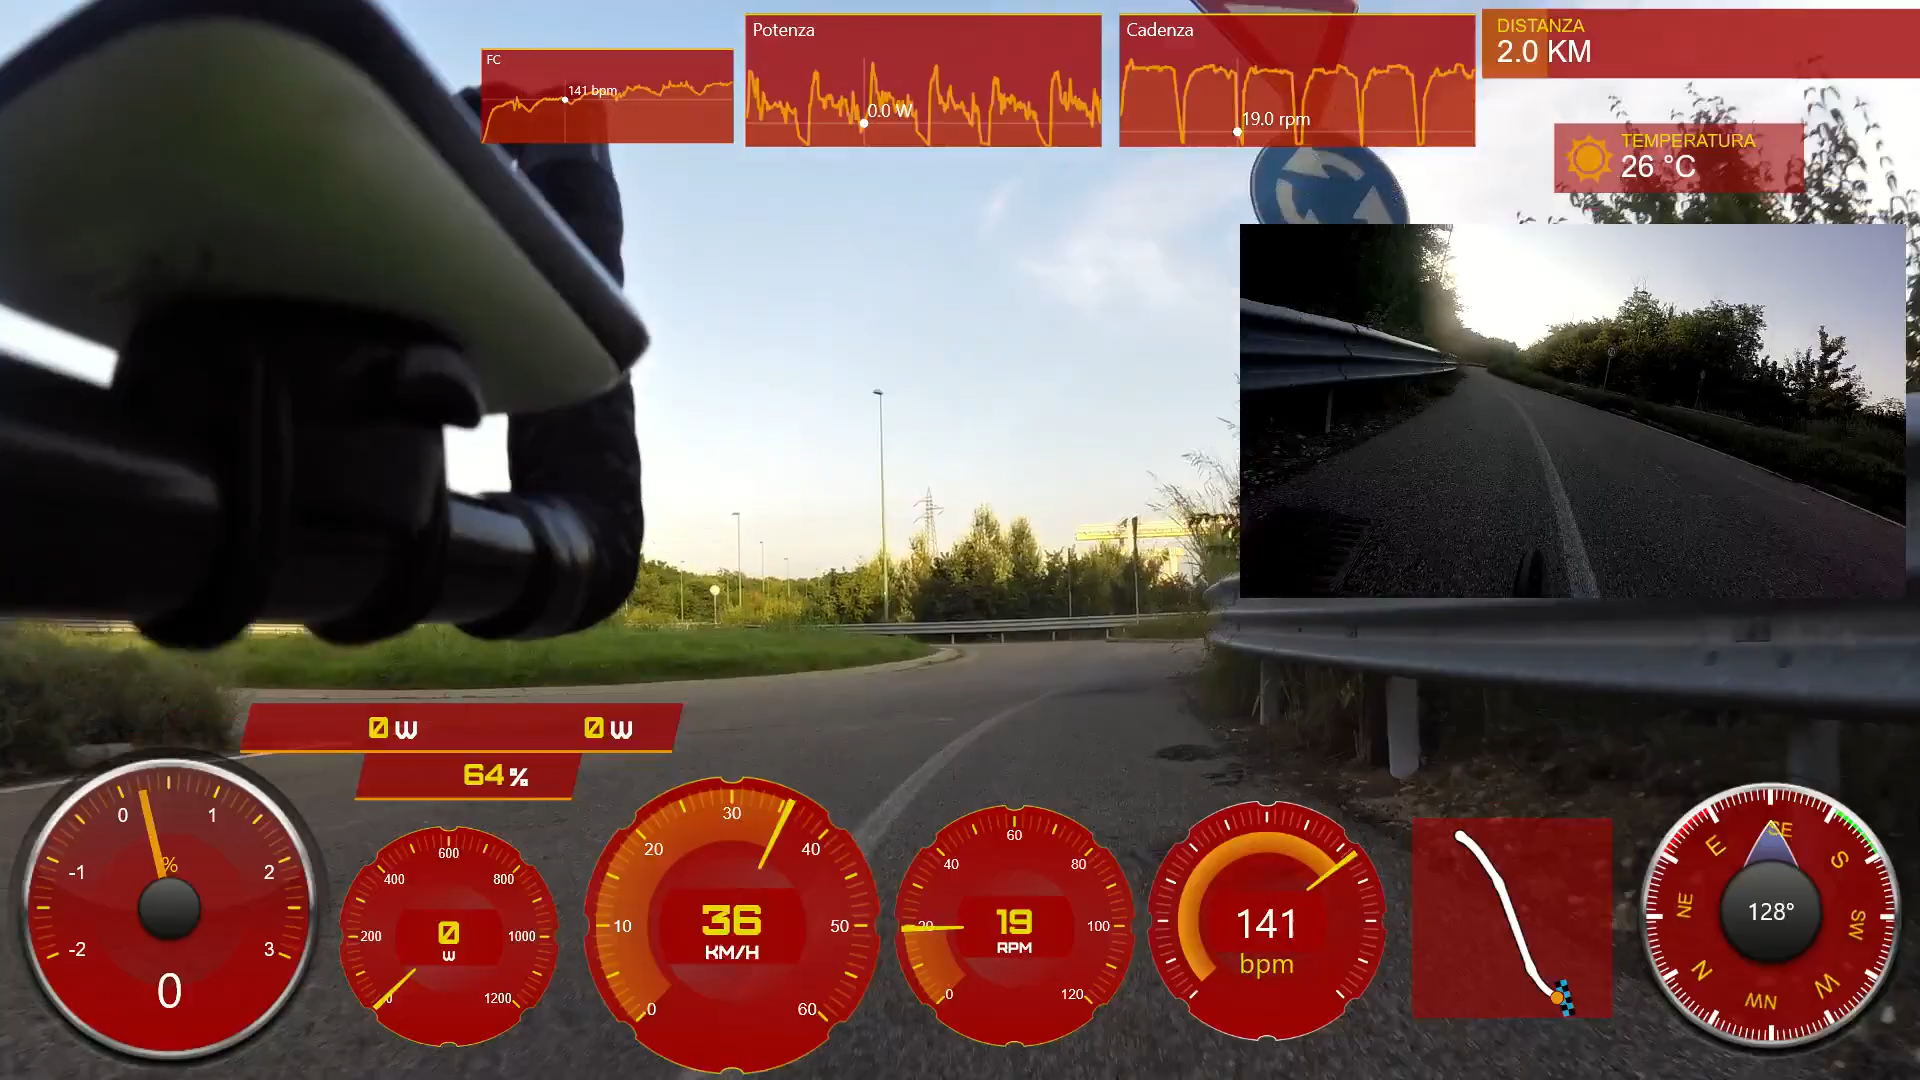 FC
141 bpm
Potenza
0.0 W
Cadenza
19.0 rpm
DISTANZA
2.0 KM
TEMPERATURA
26 °C
0 W
0 W
64 %
-2
-1
0
1
2
3
%
0
0
200
400
600
800
1000
1200
0
W
0
10
20
30
40
50
60
36
KM/H
0
20
40
60
80
100
120
19
RPM
141
bpm
N
NE
E
SE
S
SW
W
NW
128°